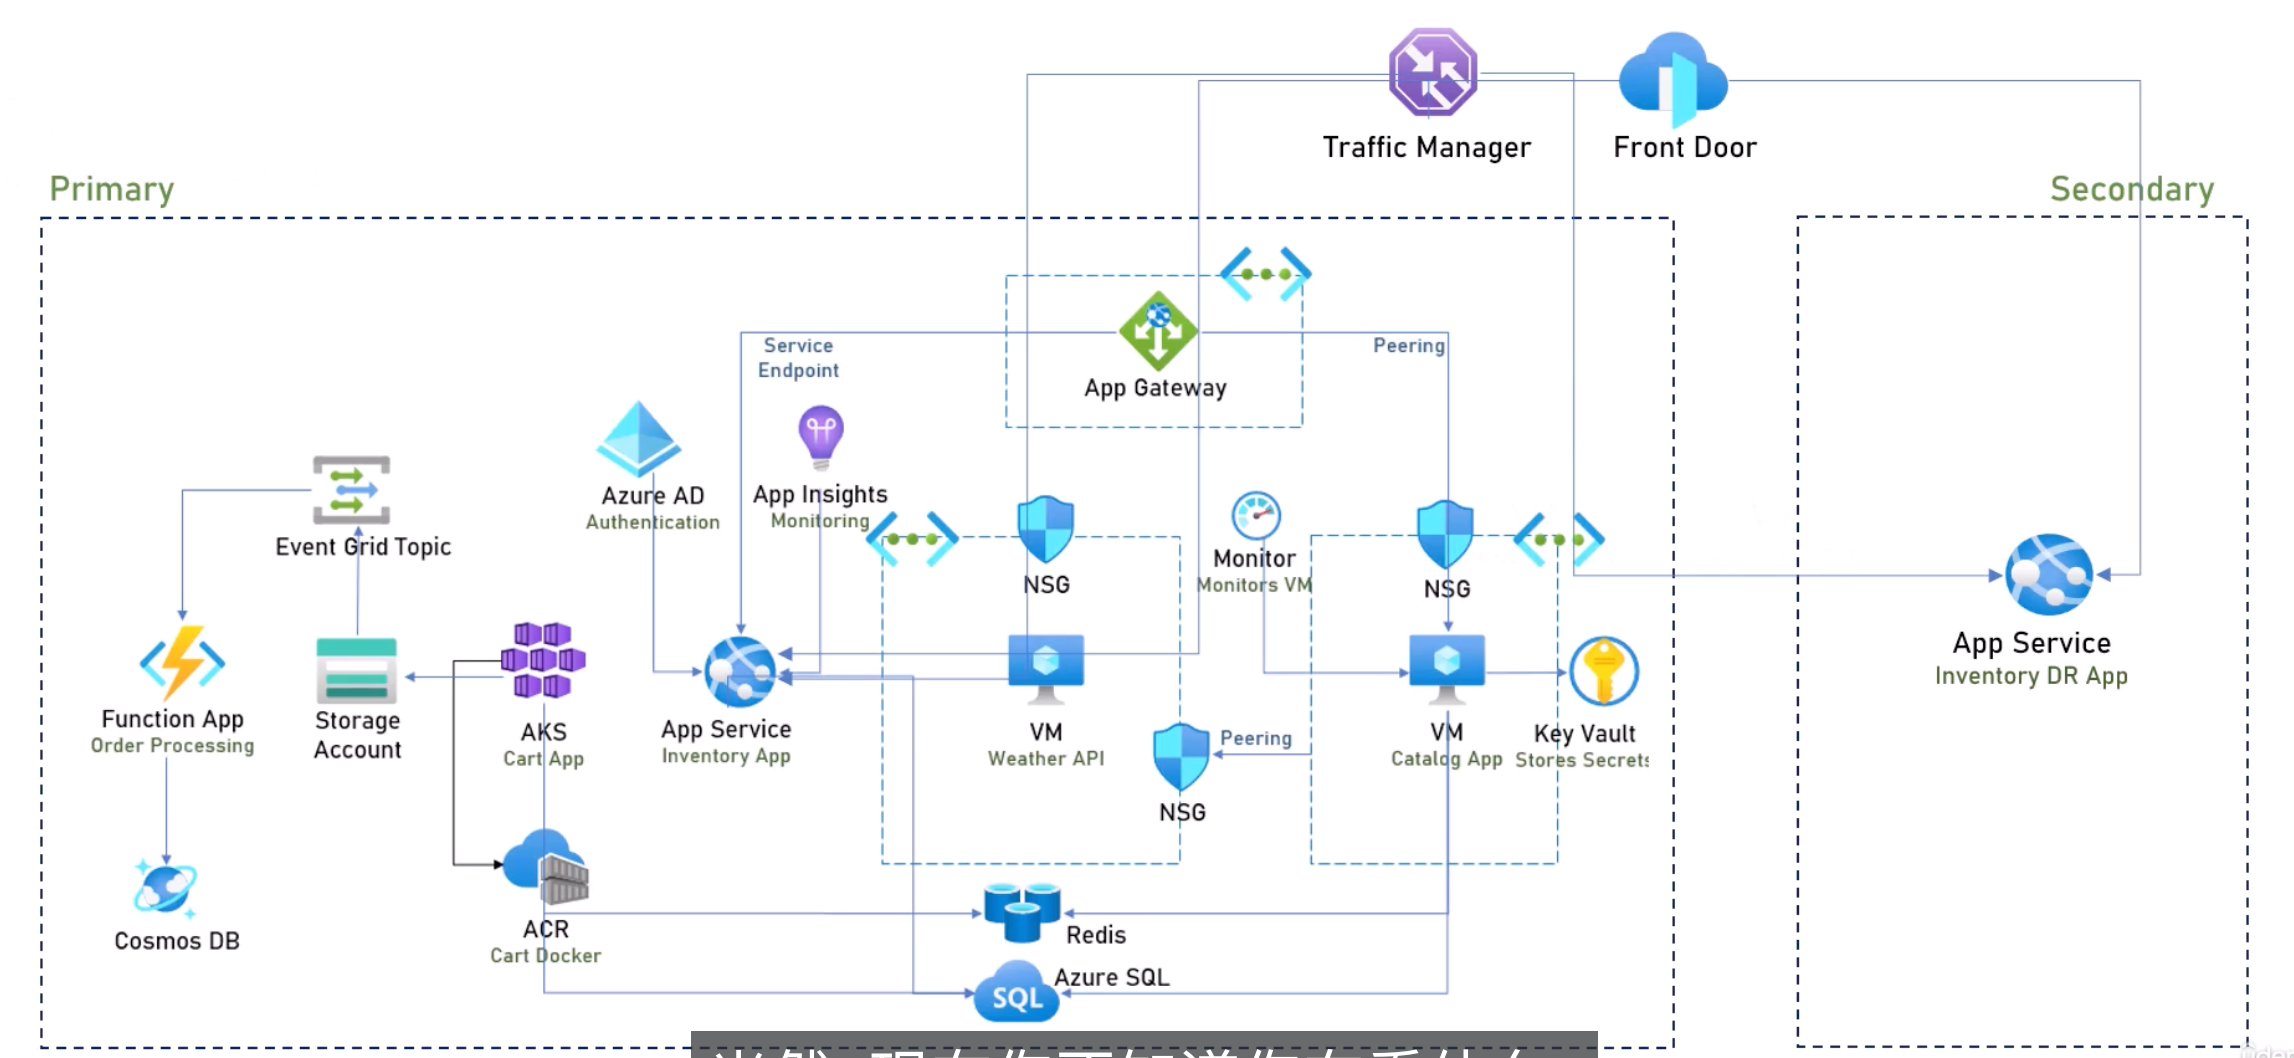 Traffic Manager
Front Door
Primary
Secondary
Service
Endpoint
Peering
App Gateway
Azure AD
Authentication
App Insights
Monitoring
Event Grid Topic
NSG
Monitor
Monitors VM
NSG
App Service
Inventory DR App
Function App
Order Processing
Storage
Account
AKS
Cart App
App Service
Inventory App
VM
Weather API
Peering
VM
Catalog App
Key Vault
Stores Secrets
NSG
Cosmos DB
ACR
Cart Docker
Redis
Azure SQL
SQL